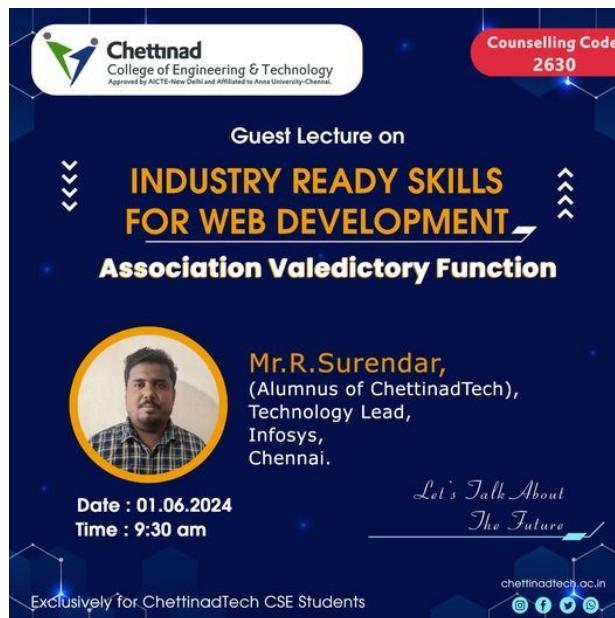 Chettinad
College of Engineering & Technology
Approved by AICTE-New Delhi and Affiliated to Anna University-Chennai.
Counselling Code
2630
Guest Lecture on
INDUSTRY READY SKILLS
FOR WEB DEVELOPMENT
Association Valedictory Function
Mr.R.Surendar,
(Alumnus of ChettinadTech),
Technology Lead,
Infosys,
Chennai.
Let's Talk About
The Future
Date : 01.06.2024
Time : 9:30 am
chettinadtech.ac.in
Exclusively for ChettinadTech CSE Students